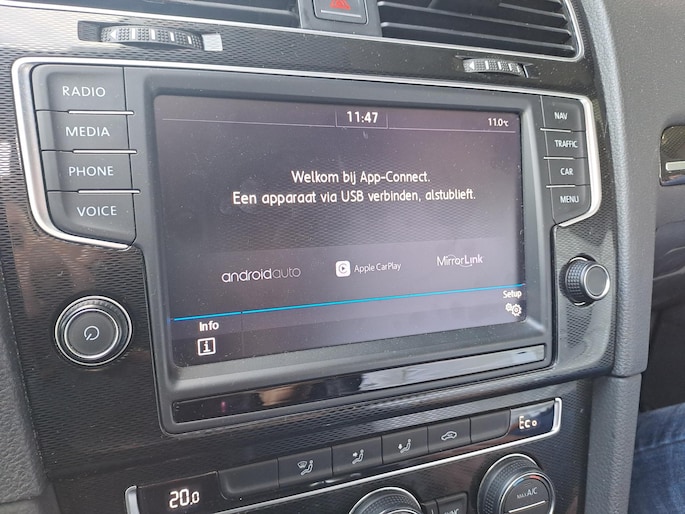 RADIO
MEDIA
PHONE
VOICE
11:47
11.0°C
Welkom bij App-Connect.
Een apparaat via USB verbinden, alstublieft.
androidauto
Apple CarPlay
MirrorLink
Setup
Info
i
NAV
TRAFFIC
CAR
MENU
Eco
20.0
MAX A/C